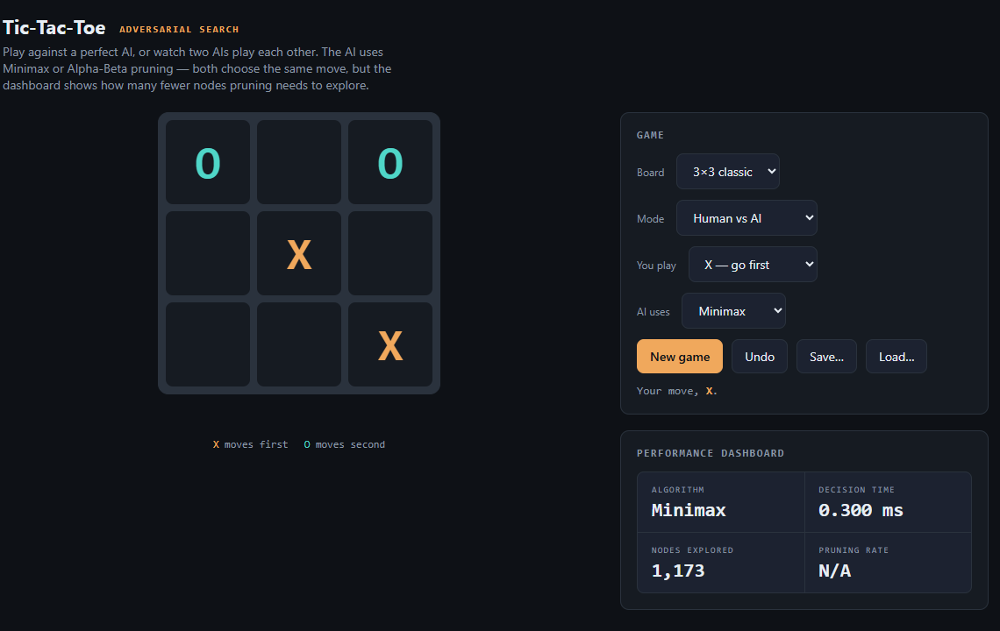 Tic-Tac-Toe ADVERSARIAL SEARCH
Play against a perfect AI, or watch two AIs play each other. The AI uses
Minimax or Alpha-Beta pruning — both choose the same move, but the
dashboard shows how many fewer nodes pruning needs to explore.
O O
X
X
X moves first O moves second
GAME
Board 3×3 classic
Mode Human vs AI
You play X — go first
AI uses Minimax
New game Undo Save... Load...
Your move, X.
PERFORMANCE DASHBOARD
ALGORITHM DECISION TIME
Minimax 0.300 ms
NODES EXPLORED PRUNING RATE
1,173 N/A